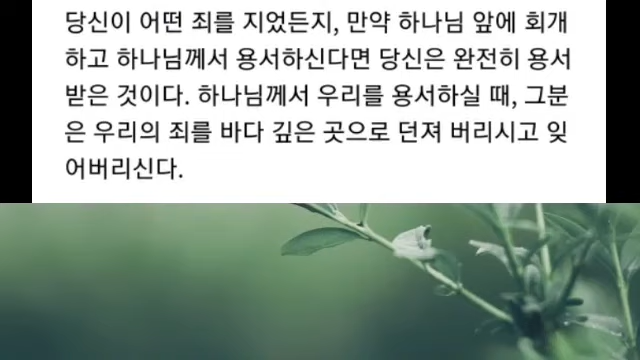 당신이 어떤 죄를 지었든지, 만약 하나님 앞에 회개
하고 하나님께서 용서하신다면 당신은 완전히 용서
받은 것이다. 하나님께서 우리를 용서하실 때, 그분
은 우리의 죄를 바다 깊은 곳으로 던져 버리시고 잊
어버리신다.